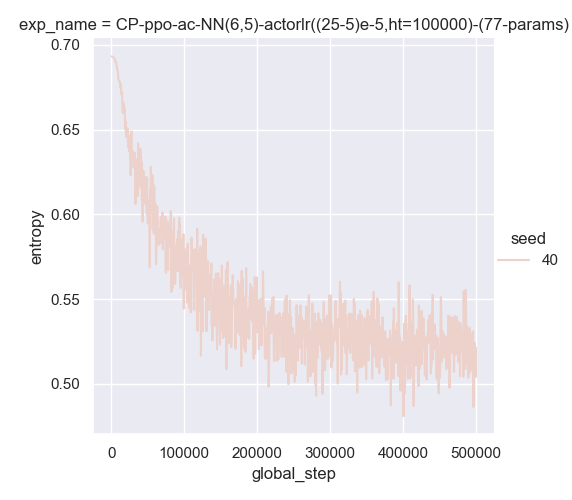 exp_name = CP-ppo-ac-NN(6,5)-actorlr((25-5)e-5,ht=100000)-(77-params)
0.70
0.65
0.60
0.55
0.50
entropy
0 100000 200000 300000 400000 500000
global_step
seed
40